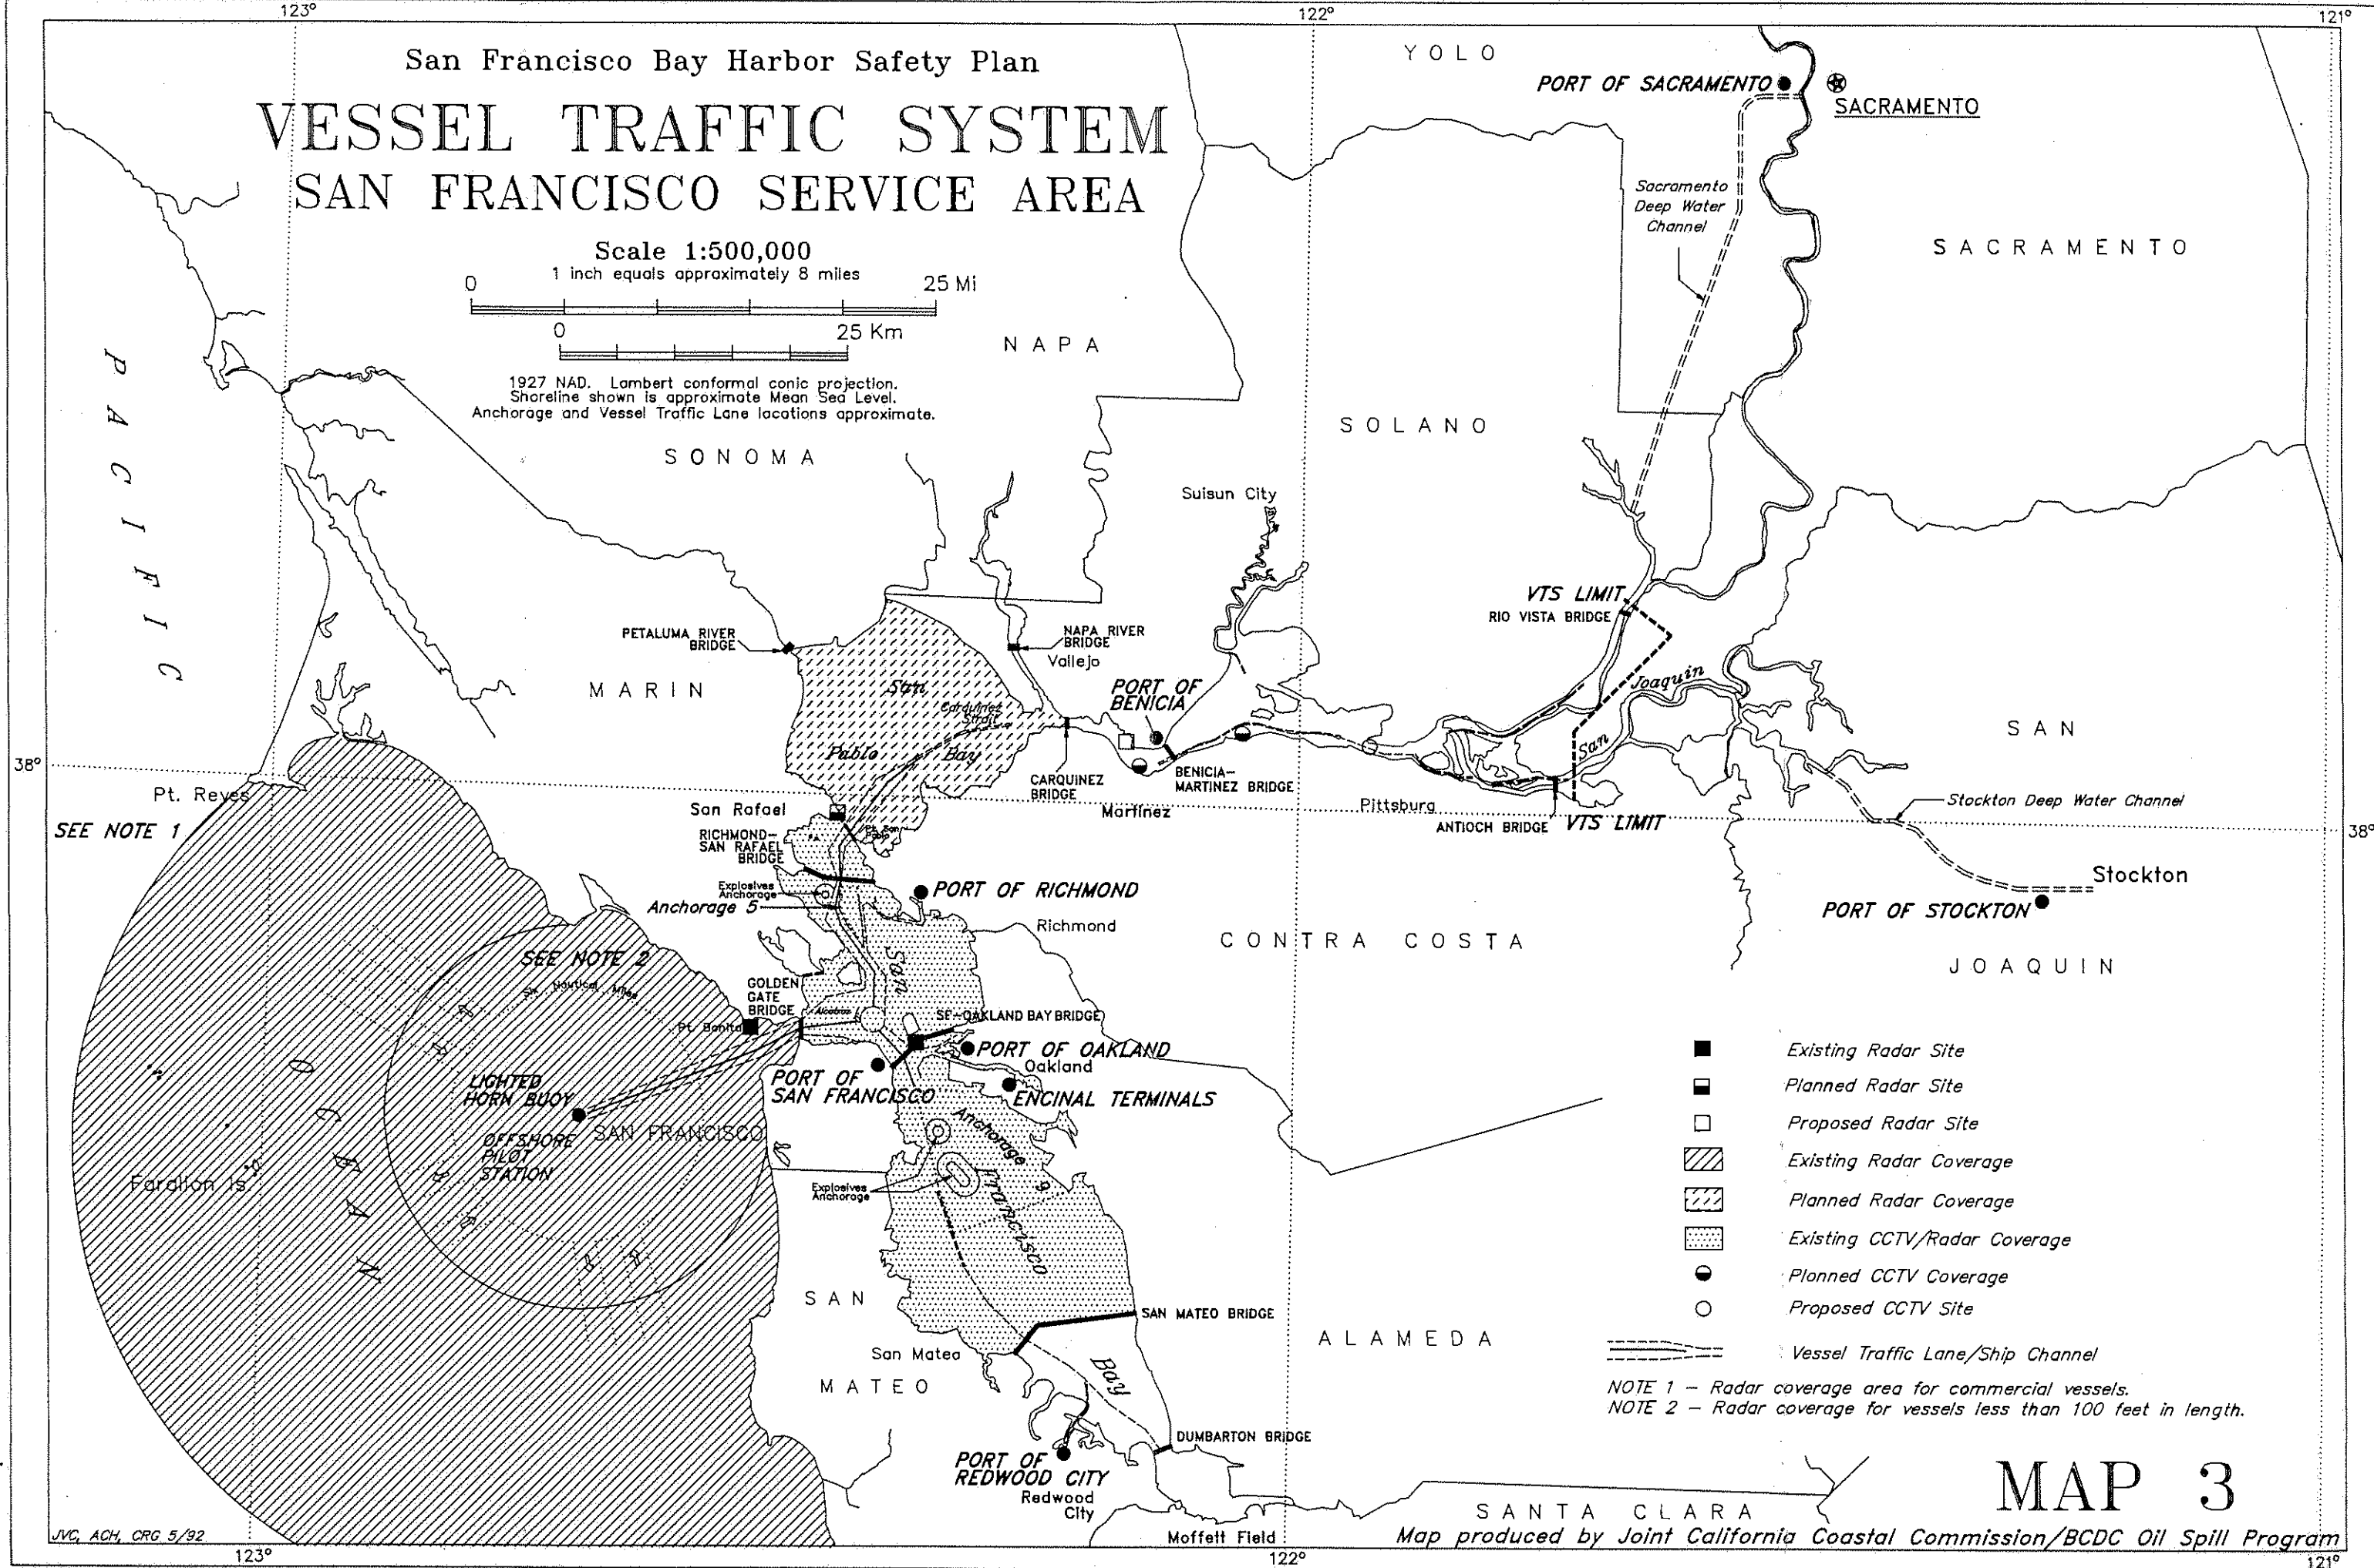 123°
122°
121°
San Francisco Bay Harbor Safety Plan
VESSEL TRAFFIC SYSTEM
SAN FRANCISCO SERVICE AREA
Scale 1:500,000
1 inch equals approximately 8 miles
0 25 Mi
0 25 Km
1927 NAD. Lambert conformal conic projection.
Shoreline shown is approximate Mean Sea Level.
Anchorage and Vessel Traffic Lane locations approximate.
YOLO
PORT OF SACRAMENTO
SACRAMENTO
Sacramento
Deep Water
Channel
SACRAMENTO
NAPA
SOLANO
SONOMA
PACIFIC
OCEAN
Suisun City
VTS LIMIT
RIO VISTA BRIDGE
PETALUMA RIVER
BRIDGE
NAPA RIVER
BRIDGE
Vallejo
MARIN
San
Pablo Bay
Carquinez
Strait
PORT OF
BENICIA
San Joaquin
SAN
JOAQUIN
38°
38°
Pt. Reyes
SEE NOTE 1
CARQUINEZ
BRIDGE
BENICIA-
MARTINEZ BRIDGE
Martinez
Pittsburg
ANTIOCH BRIDGE
VTS LIMIT
Stockton Deep Water Channel
Stockton
PORT OF STOCKTON
San Rafael
RICHMOND-
SAN RAFAEL
BRIDGE
Pt. San
Pablo
Explosives
Anchorage
Anchorage 5
PORT OF RICHMOND
Richmond
CONTRA COSTA
SEE NOTE 2
Six Nautical Miles
GOLDEN
GATE
BRIDGE
Alcatraz
Pt. Bonita
SF-OAKLAND BAY BRIDGE
PORT OF OAKLAND
Oakland
PORT OF
SAN FRANCISCO
ENCINAL TERMINALS
LIGHTED
HORN BUOY
OFFSHORE
PILOT
STATION
SAN FRANCISCO
Farallon Is.
Anchorage 9
Explosives
Anchorage
San Francisco Bay
SAN
MATEO
San Mateo
SAN MATEO BRIDGE
ALAMEDA
DUMBARTON BRIDGE
PORT OF
REDWOOD CITY
Redwood
City
Moffett Field
SANTA CLARA
Existing Radar Site
Planned Radar Site
Proposed Radar Site
Existing Radar Coverage
Planned Radar Coverage
Existing CCTV/Radar Coverage
Planned CCTV Coverage
Proposed CCTV Site
Vessel Traffic Lane/Ship Channel
NOTE 1 - Radar coverage area for commercial vessels.
NOTE 2 - Radar coverage for vessels less than 100 feet in length.
MAP 3
JVC, ACH, CRG 5/92
Map produced by Joint California Coastal Commission/BCDC Oil Spill Program
123°
122°
121°